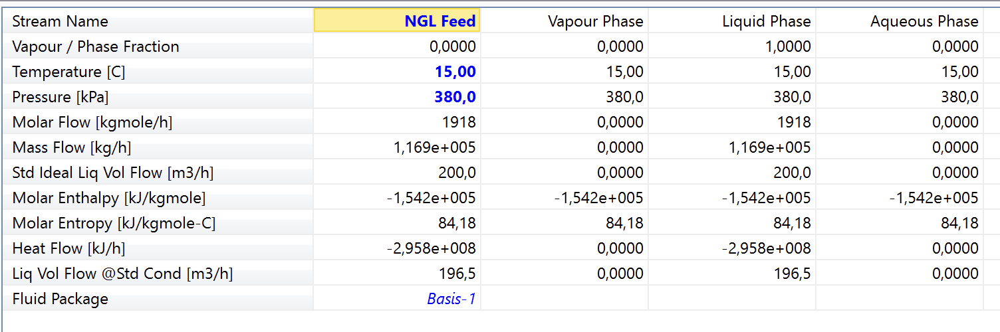 Stream Name NGL Feed Vapour Phase Liquid Phase Aqueous Phase
Vapour / Phase Fraction 0,0000 0,0000 1,0000 0,0000
Temperature [C] 15,00 15,00 15,00 15,00
Pressure [kPa] 380,0 380,0 380,0 380,0
Molar Flow [kgmole/h] 1918 0,0000 1918 0,0000
Mass Flow [kg/h] 1,169e+005 0,0000 1,169e+005 0,0000
Std Ideal Liq Vol Flow [m3/h] 200,0 0,0000 200,0 0,0000
Molar Enthalpy [kJ/kgmole] -1,542e+005 -1,542e+005 -1,542e+005 -1,542e+005
Molar Entropy [kJ/kgmole-C] 84,18 84,18 84,18 84,18
Heat Flow [kJ/h] -2,958e+008 0,0000 -2,958e+008 0,0000
Liq Vol Flow @Std Cond [m3/h] 196,5 0,0000 196,5 0,0000
Fluid Package Basis-1